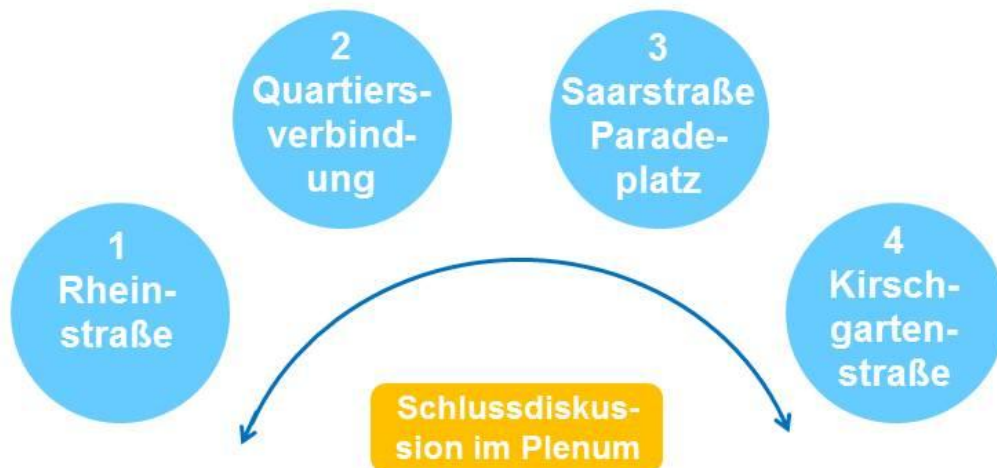 1
Rhein-
straße
2
Quartiers-
verbind-
ung
3
Saarstraße
Parade-
platz
4
Kirsch-
garten-
straße
Schlussdiskus-
sion im Plenum